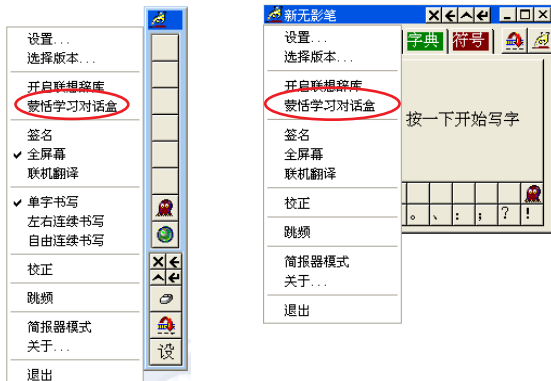 设置...
选择版本...
开启联想辞库
蒙恬学习对话盒
签名
✓ 全屏幕
联机翻译
✓ 单字书写
左右连续书写
自由连续书写
校正
跳频
简报器模式
关于...
退出
设
新无影笔
设置...
选择版本...
开启联想辞库
蒙恬学习对话盒
签名
全屏幕
联机翻译
校正
跳频
简报器模式
关于...
退出
字典 符号
按一下开始写字
。 、 : ; ? !